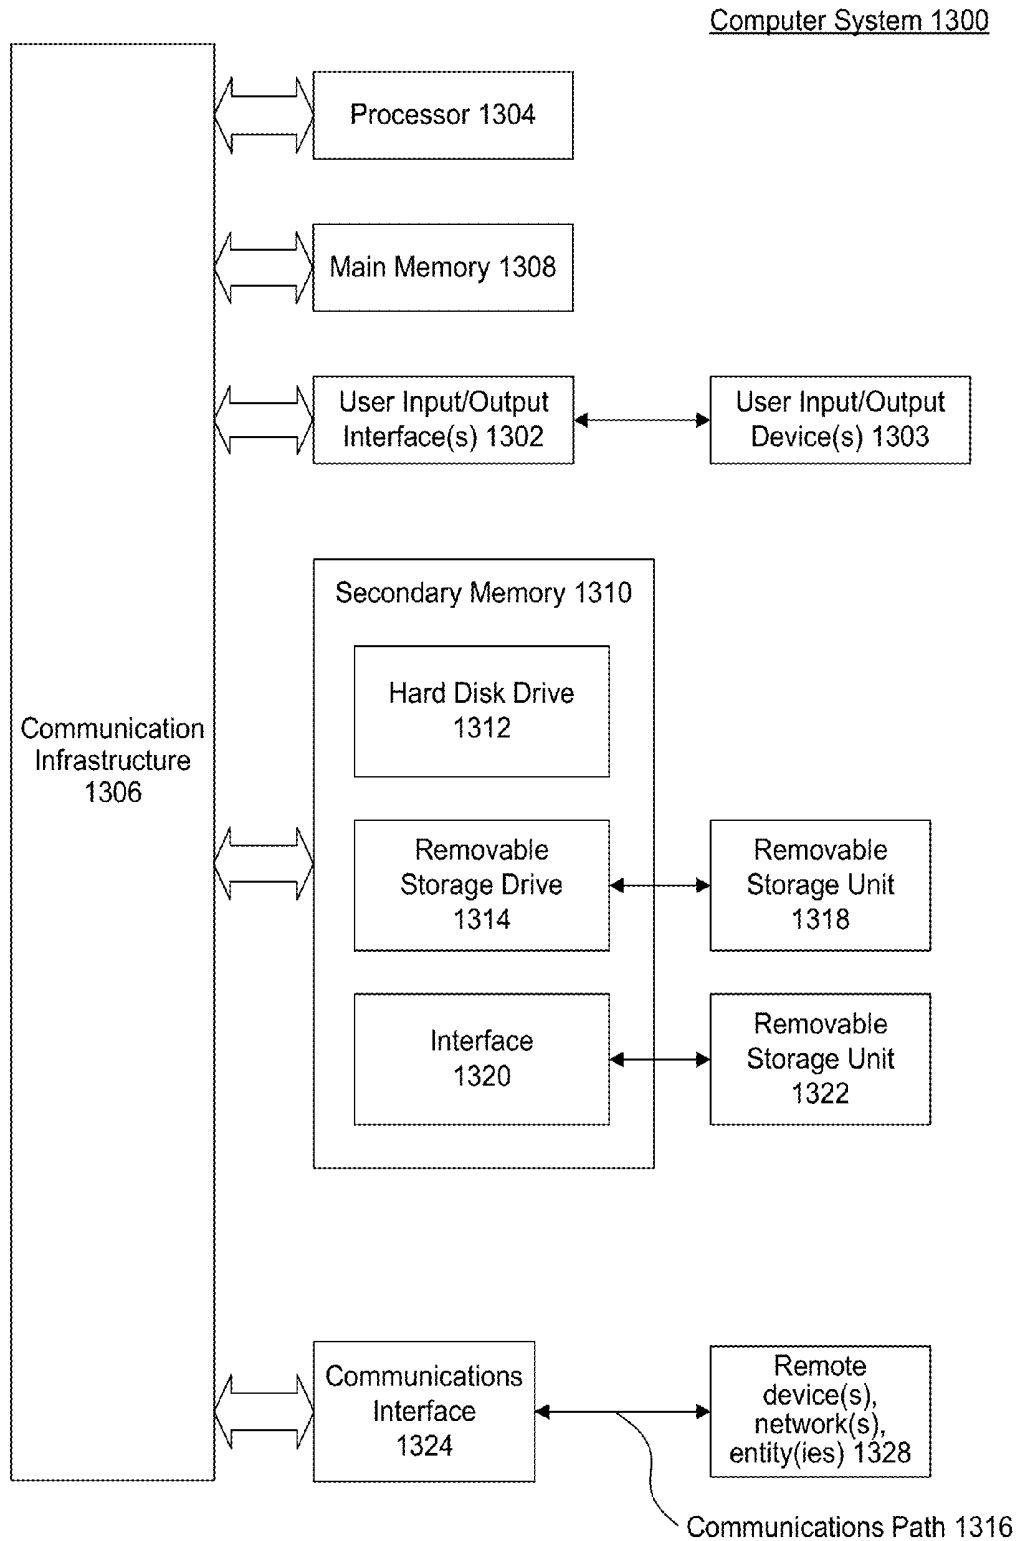 Computer System 1300
Processor 1304
Main Memory 1308
User Input/Output
Interface(s) 1302
User Input/Output
Device(s) 1303
Secondary Memory 1310
Hard Disk Drive
1312
Communication
Infrastructure
1306
Removable
Storage Drive
1314
Removable
Storage Unit
1318
Interface
1320
Removable
Storage Unit
1322
Communications
Interface
1324
Remote
device(s),
network(s),
entity(ies) 1328
Communications Path 1316